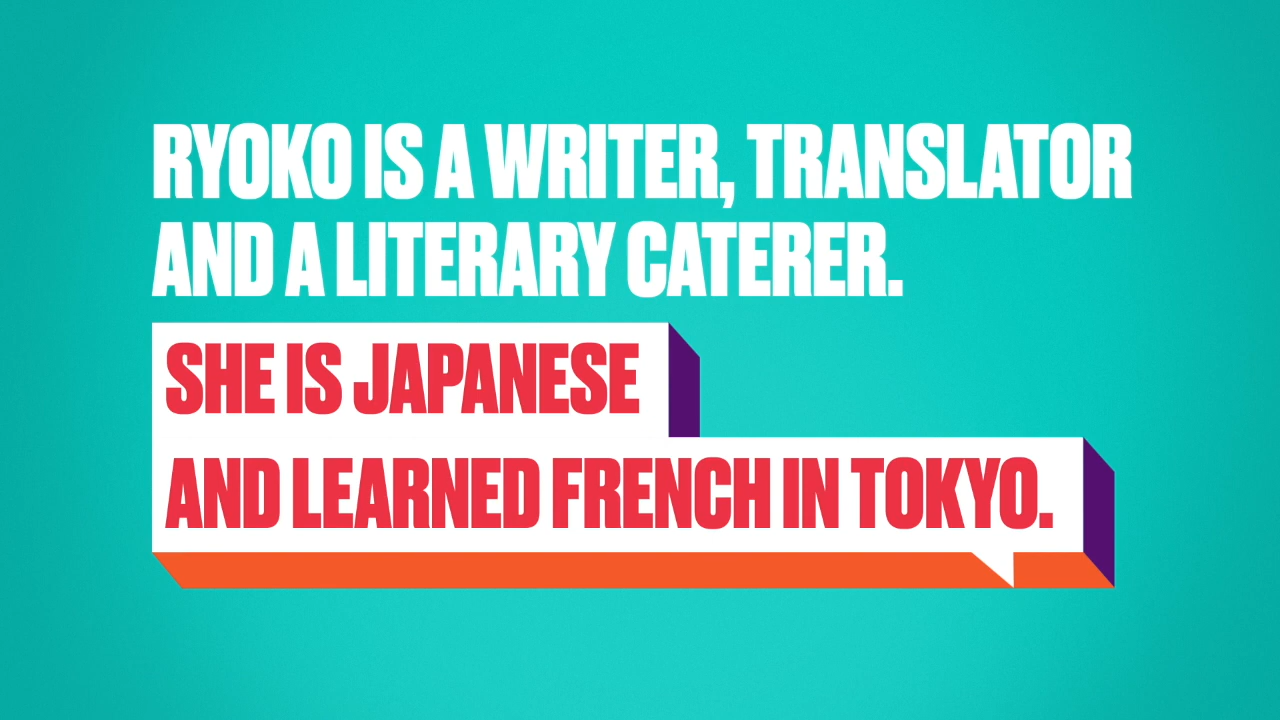 RYOKO IS A WRITER, TRANSLATOR
AND A LITERARY CATERER.
SHE IS JAPANESE
AND LEARNED FRENCH IN TOKYO.